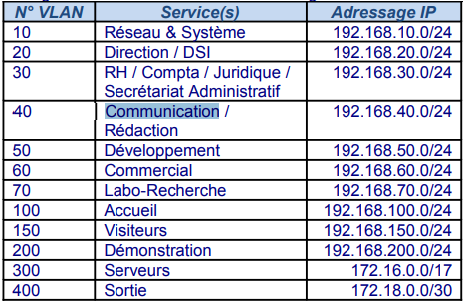 N° VLAN Service(s) Adressage IP
10 Réseau & Système 192.168.10.0/24
20 Direction / DSI 192.168.20.0/24
30 RH / Compta / Juridique / 192.168.30.0/24
Secrétariat Administratif
40 Communication / 192.168.40.0/24
Rédaction
50 Développement 192.168.50.0/24
60 Commercial 192.168.60.0/24
70 Labo-Recherche 192.168.70.0/24
100 Accueil 192.168.100.0/24
150 Visiteurs 192.168.150.0/24
200 Démonstration 192.168.200.0/24
300 Serveurs 172.16.0.0/17
400 Sortie 172.18.0.0/30